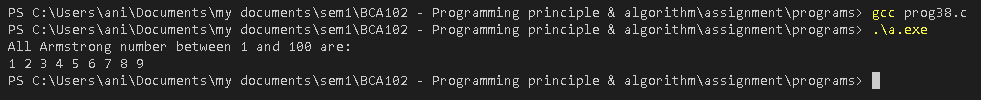 PS C:\Users\ani\Documents\my documents\sem1\BCA102 - Programming principle & algorithm\assignment\programs> gcc prog38.c
PS C:\Users\ani\Documents\my documents\sem1\BCA102 - Programming principle & algorithm\assignment\programs> .\a.exe
All Armstrong number between 1 and 100 are:
1 2 3 4 5 6 7 8 9
PS C:\Users\ani\Documents\my documents\sem1\BCA102 - Programming principle & algorithm\assignment\programs>